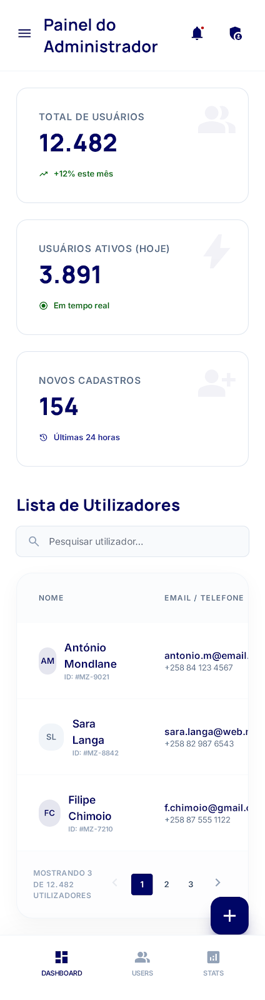 Painel do
Administrador
TOTAL DE USUÁRIOS
12.482
+12% este mês
USUÁRIOS ATIVOS (HOJE)
3.891
Em tempo real
NOVOS CADASTROS
154
Últimas 24 horas
Lista de Utilizadores
Pesquisar utilizador...
NOME EMAIL / TELEFONE
AM
António
Mondlane
ID: #MZ-9021
antonio.m@email.
+258 84 123 4567
SL
Sara
Langa
ID: #MZ-8842
sara.langa@web.
+258 82 987 6543
FC
Filipe
Chimoio
ID: #MZ-7210
f.chimoio@gmail.
+258 87 555 1122
MOSTRANDO 3
DE 12.482
UTILIZADORES
1 2 3
DASHBOARD USERS STATS